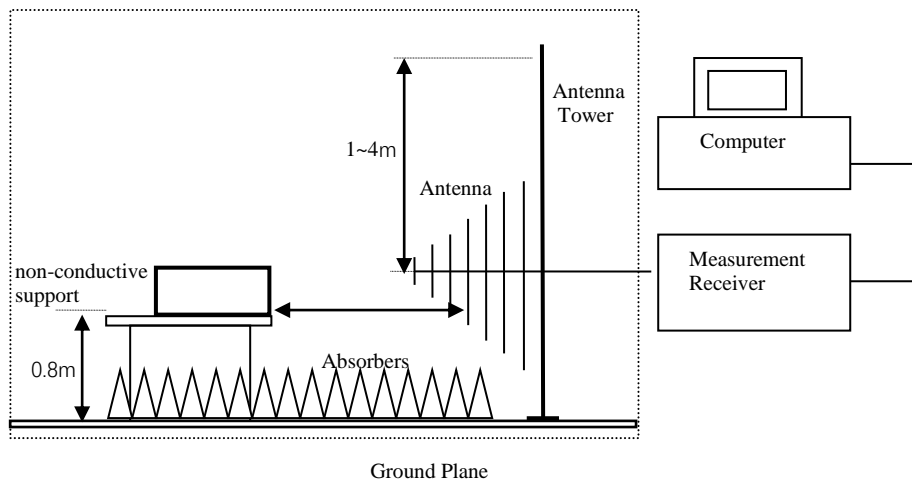 Antenna
Tower
1~4m
Computer
Antenna
non-conductive
support
Measurement
Receiver
0.8m
Absorbers
Ground Plane